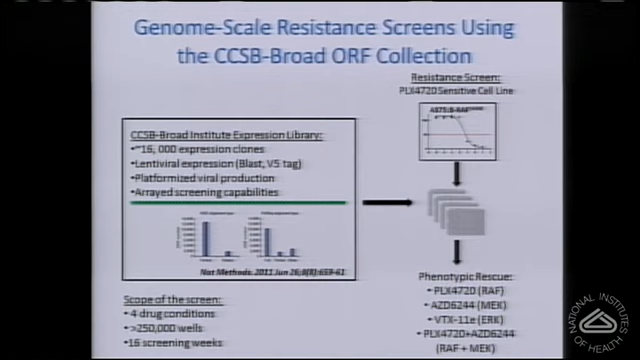 Genome-Scale Resistance Screens Using
the CCSB-Broad ORF Collection
Resistance Screen:
PLX4720 Sensitive Cell Line
CCSB-Broad Institute Expression Library:
•~16, 000 expression clones
•Lentiviral expression (Blast, V5 tag)
•Platformized viral production
•Arrayed screening capabilities
Nat Methods. 2011 Jun 26;8(8):659-61
Scope of the screen:
• 4 drug conditions
• >250,000 wells
• 16 screening weeks
Phenotypic Rescue:
• PLX4720 (RAF)
• AZD6244 (MEK)
• VTX-11e (ERK)
• PLX4720+AZD6244
(RAF + MEK)
NATIONAL INSTITUTES
OF HEALTH